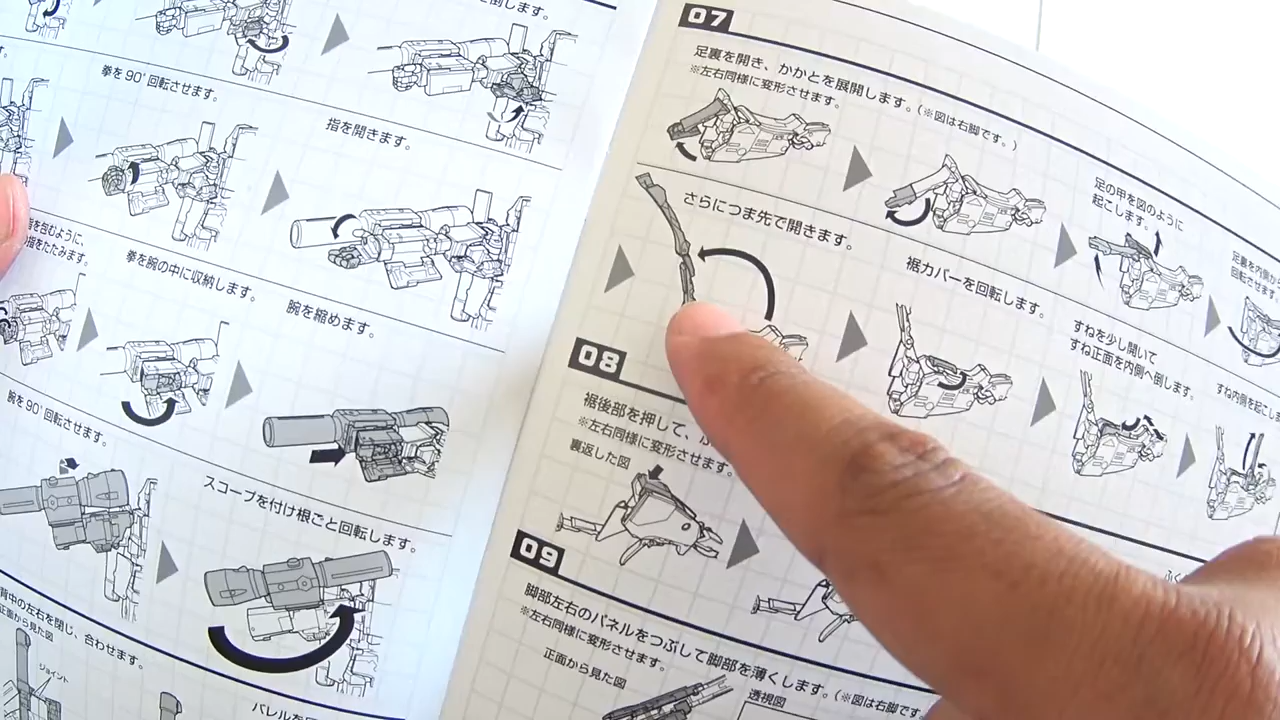 倒します。
拳を90°回転させます。
指を開きます。
指を包むように、
指をたたみます。
拳を腕の中に収納します。
腕を縮めます。
腕を90°回転させます。
スコープを付け根ごと回転します。
背中の左右を閉じ、合わせます。
正面から見た図
ジョイント
07
足裏を開き、かかとを展開します。(※図は右脚です。)
※左右同様に変形させます。
足の甲を図のように
起こします。
足裏を内側
回転させます
さらにつま先で開きます。
裾カバーを回転します。
すねを少し開いて
すね正面を内側へ倒します。
すね内側を起こし
08
裾後部を押して、
※左右同様に変形させます。
裏返した図
09
脚部左右のパネルをつぶして脚部を薄くします。(※図は右脚です
※左右同様に変形させます。
正面から見た図
透視図